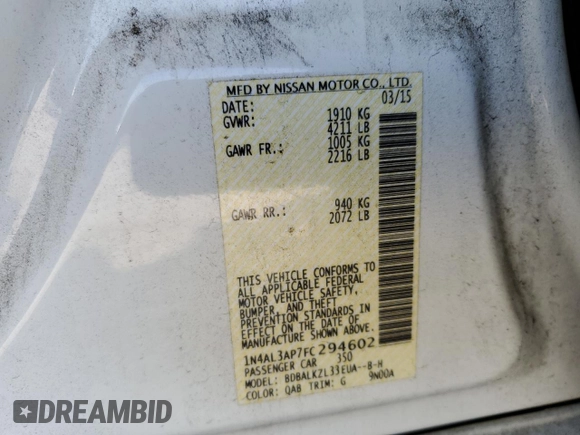 MFD BY NISSAN MOTOR CO., LTD.
DATE: 03/15
GVWR: 1910 KG
4211 LB
GAWR FR.: 1005 KG
2216 LB
GAWR RR.: 940 KG
2072 LB
THIS VEHICLE CONFORMS TO
ALL APPLICABLE FEDERAL
MOTOR VEHICLE SAFETY,
BUMPER, AND THEFT
PREVENTION STANDARDS IN
EFFECT ON THE DATE OF
MANUFACTURE SHOWN ABOVE.
1N4AL3AP7FC294602
PASSENGER CAR 350
MODEL: BDBALKZL33EUA--B-H
COLOR: QAB TRIM: G 9N00A
DREAMBID
DREAMBID